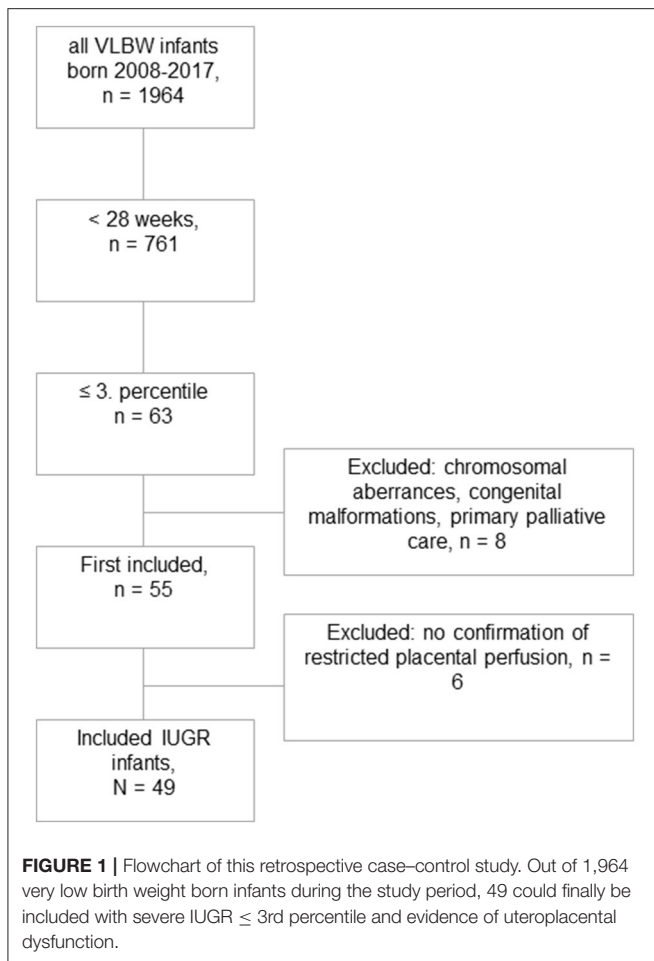 all VLBW infants
born 2008-2017,
n = 1964
< 28 weeks,
n = 761
≤ 3. percentile
n = 63
Excluded: chromosomal
aberrances, congenital
malformations, primary palliative
care, n = 8
First included,
n = 55
Excluded: no confirmation of
restricted placental perfusion, n =
6
Included IUGR
infants,
N = 49
FIGURE 1 | Flowchart of this retrospective case–control study. Out of 1,964
very low birth weight born infants during the study period, 49 could finally be
included with severe IUGR ≤ 3rd percentile and evidence of uteroplacental
dysfunction.